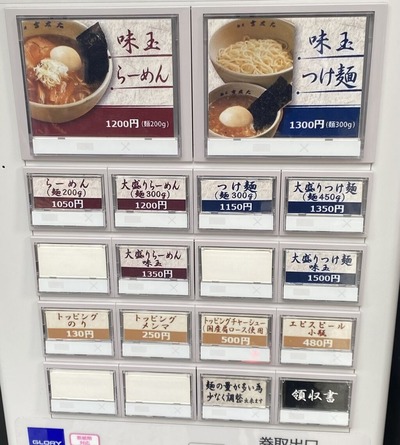 味玉
らーめん
1200円(麺200g)
味玉
つけ麺
1300円(麺300g)
らーめん
(麺200g)
1050円
大盛りらーめん
(麺300g)
1200円
つけ麺
(麺300g)
1150円
大盛りつけ麺
(麺450g)
1350円
大盛りらーめん
味玉
1350円
大盛りつけ麺
味玉
1500円
トッピング
のり
130円
トッピング
メンマ
250円
トッピングチャーシュー
(国産肩ロース使用)
500円
エビスビール
小瓶
480円
麺の量が多い為
少なく調整出来ます
領収書
GLORY
券取出口